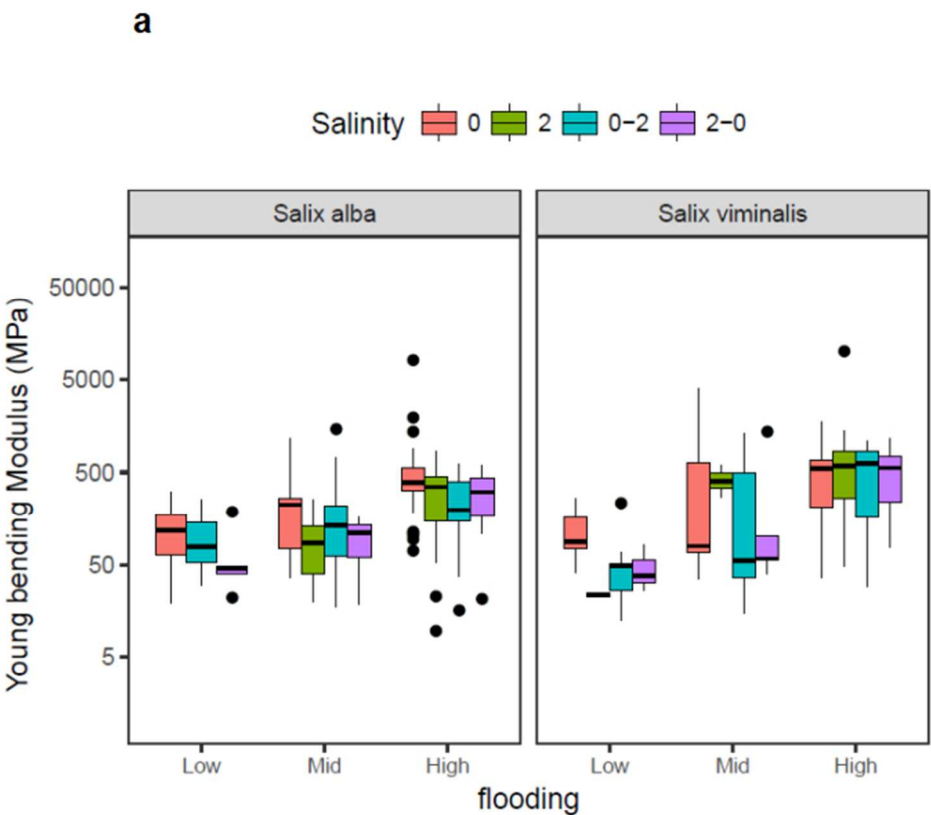 a
Salinity 0 2 0−2 2−0
Salix alba
Salix viminalis
Young bending Modulus (MPa)
50000
5000
500
50
5
Low Mid High
Low Mid High
flooding